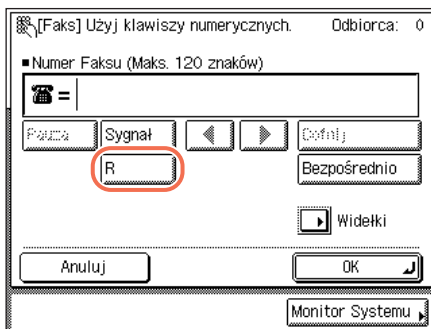 [Faks] Użyj klawiszy numerycznych. Odbiorca: 0
■Numer Faksu (Maks. 120 znaków)
☎ =
Pauza Sygnał ◀ ▶ Cofnij
R Bezpośrednio
▶ Widełki
Anuluj OK
Monitor Systemu